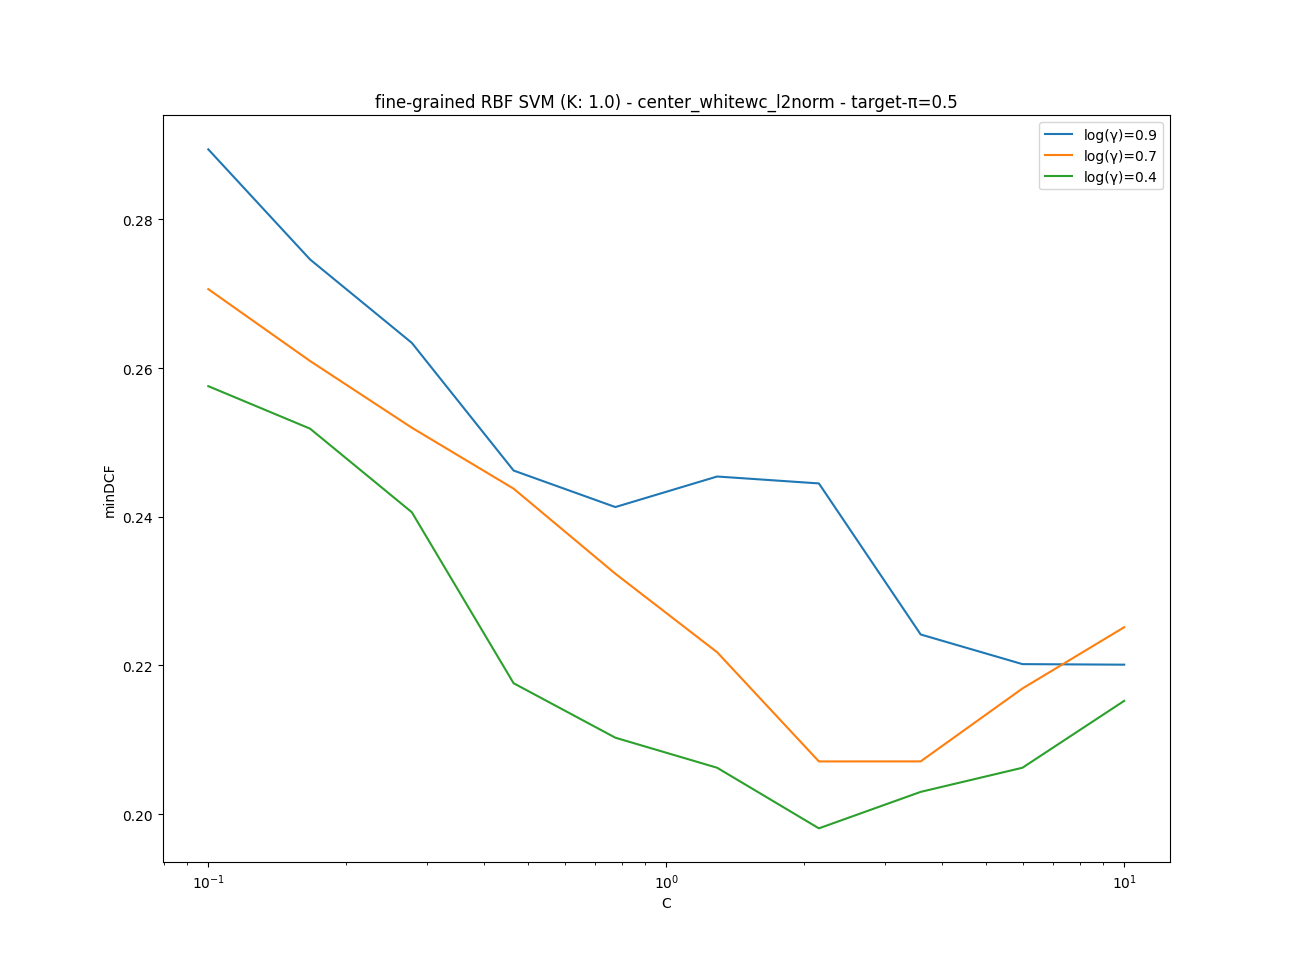 fine-grained RBF SVM (K: 1.0) - center_whitewc_l2norm - target-π=0.5
log(γ)=0.9
log(γ)=0.7
log(γ)=0.4
minDCF
0.28
0.26
0.24
0.22
0.20
10⁻¹
10⁰
10¹
C